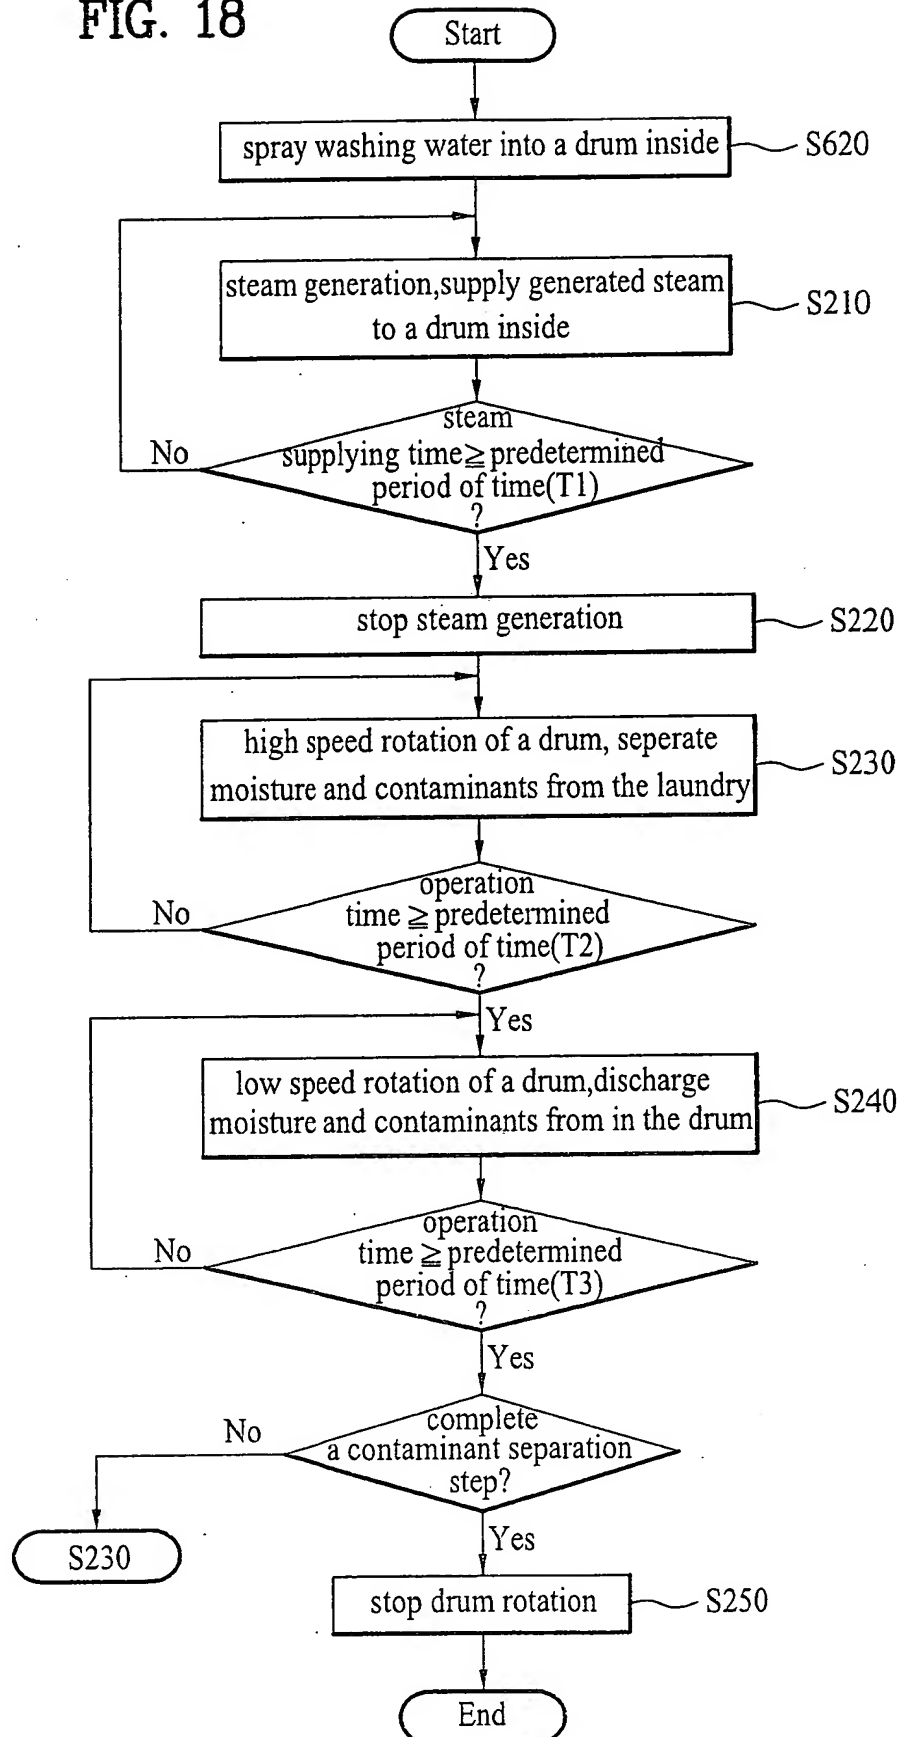 FIG. 18
Start
spray washing water into a drum inside
S620
steam generation,supply generated steam
to a drum inside
S210
steam
supplying time≧predetermined
period of time(T1)
?
No
Yes
stop steam generation
S220
high speed rotation of a drum, seperate
moisture and contaminants from the laundry
S230
operation
time ≧ predetermined
period of time(T2)
?
No
Yes
low speed rotation of a drum,discharge
moisture and contaminants from in the drum
S240
operation
time ≧ predetermined
period of time(T3)
?
No
Yes
complete
a contaminant separation
step?
No
S230
Yes
stop drum rotation
S250
End